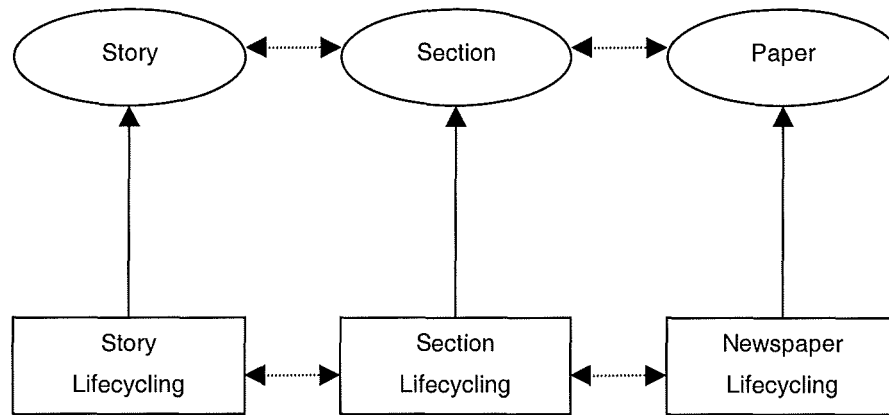 Story
Section
Paper
Story
Lifecycling
Section
Lifecycling
Newspaper
Lifecycling